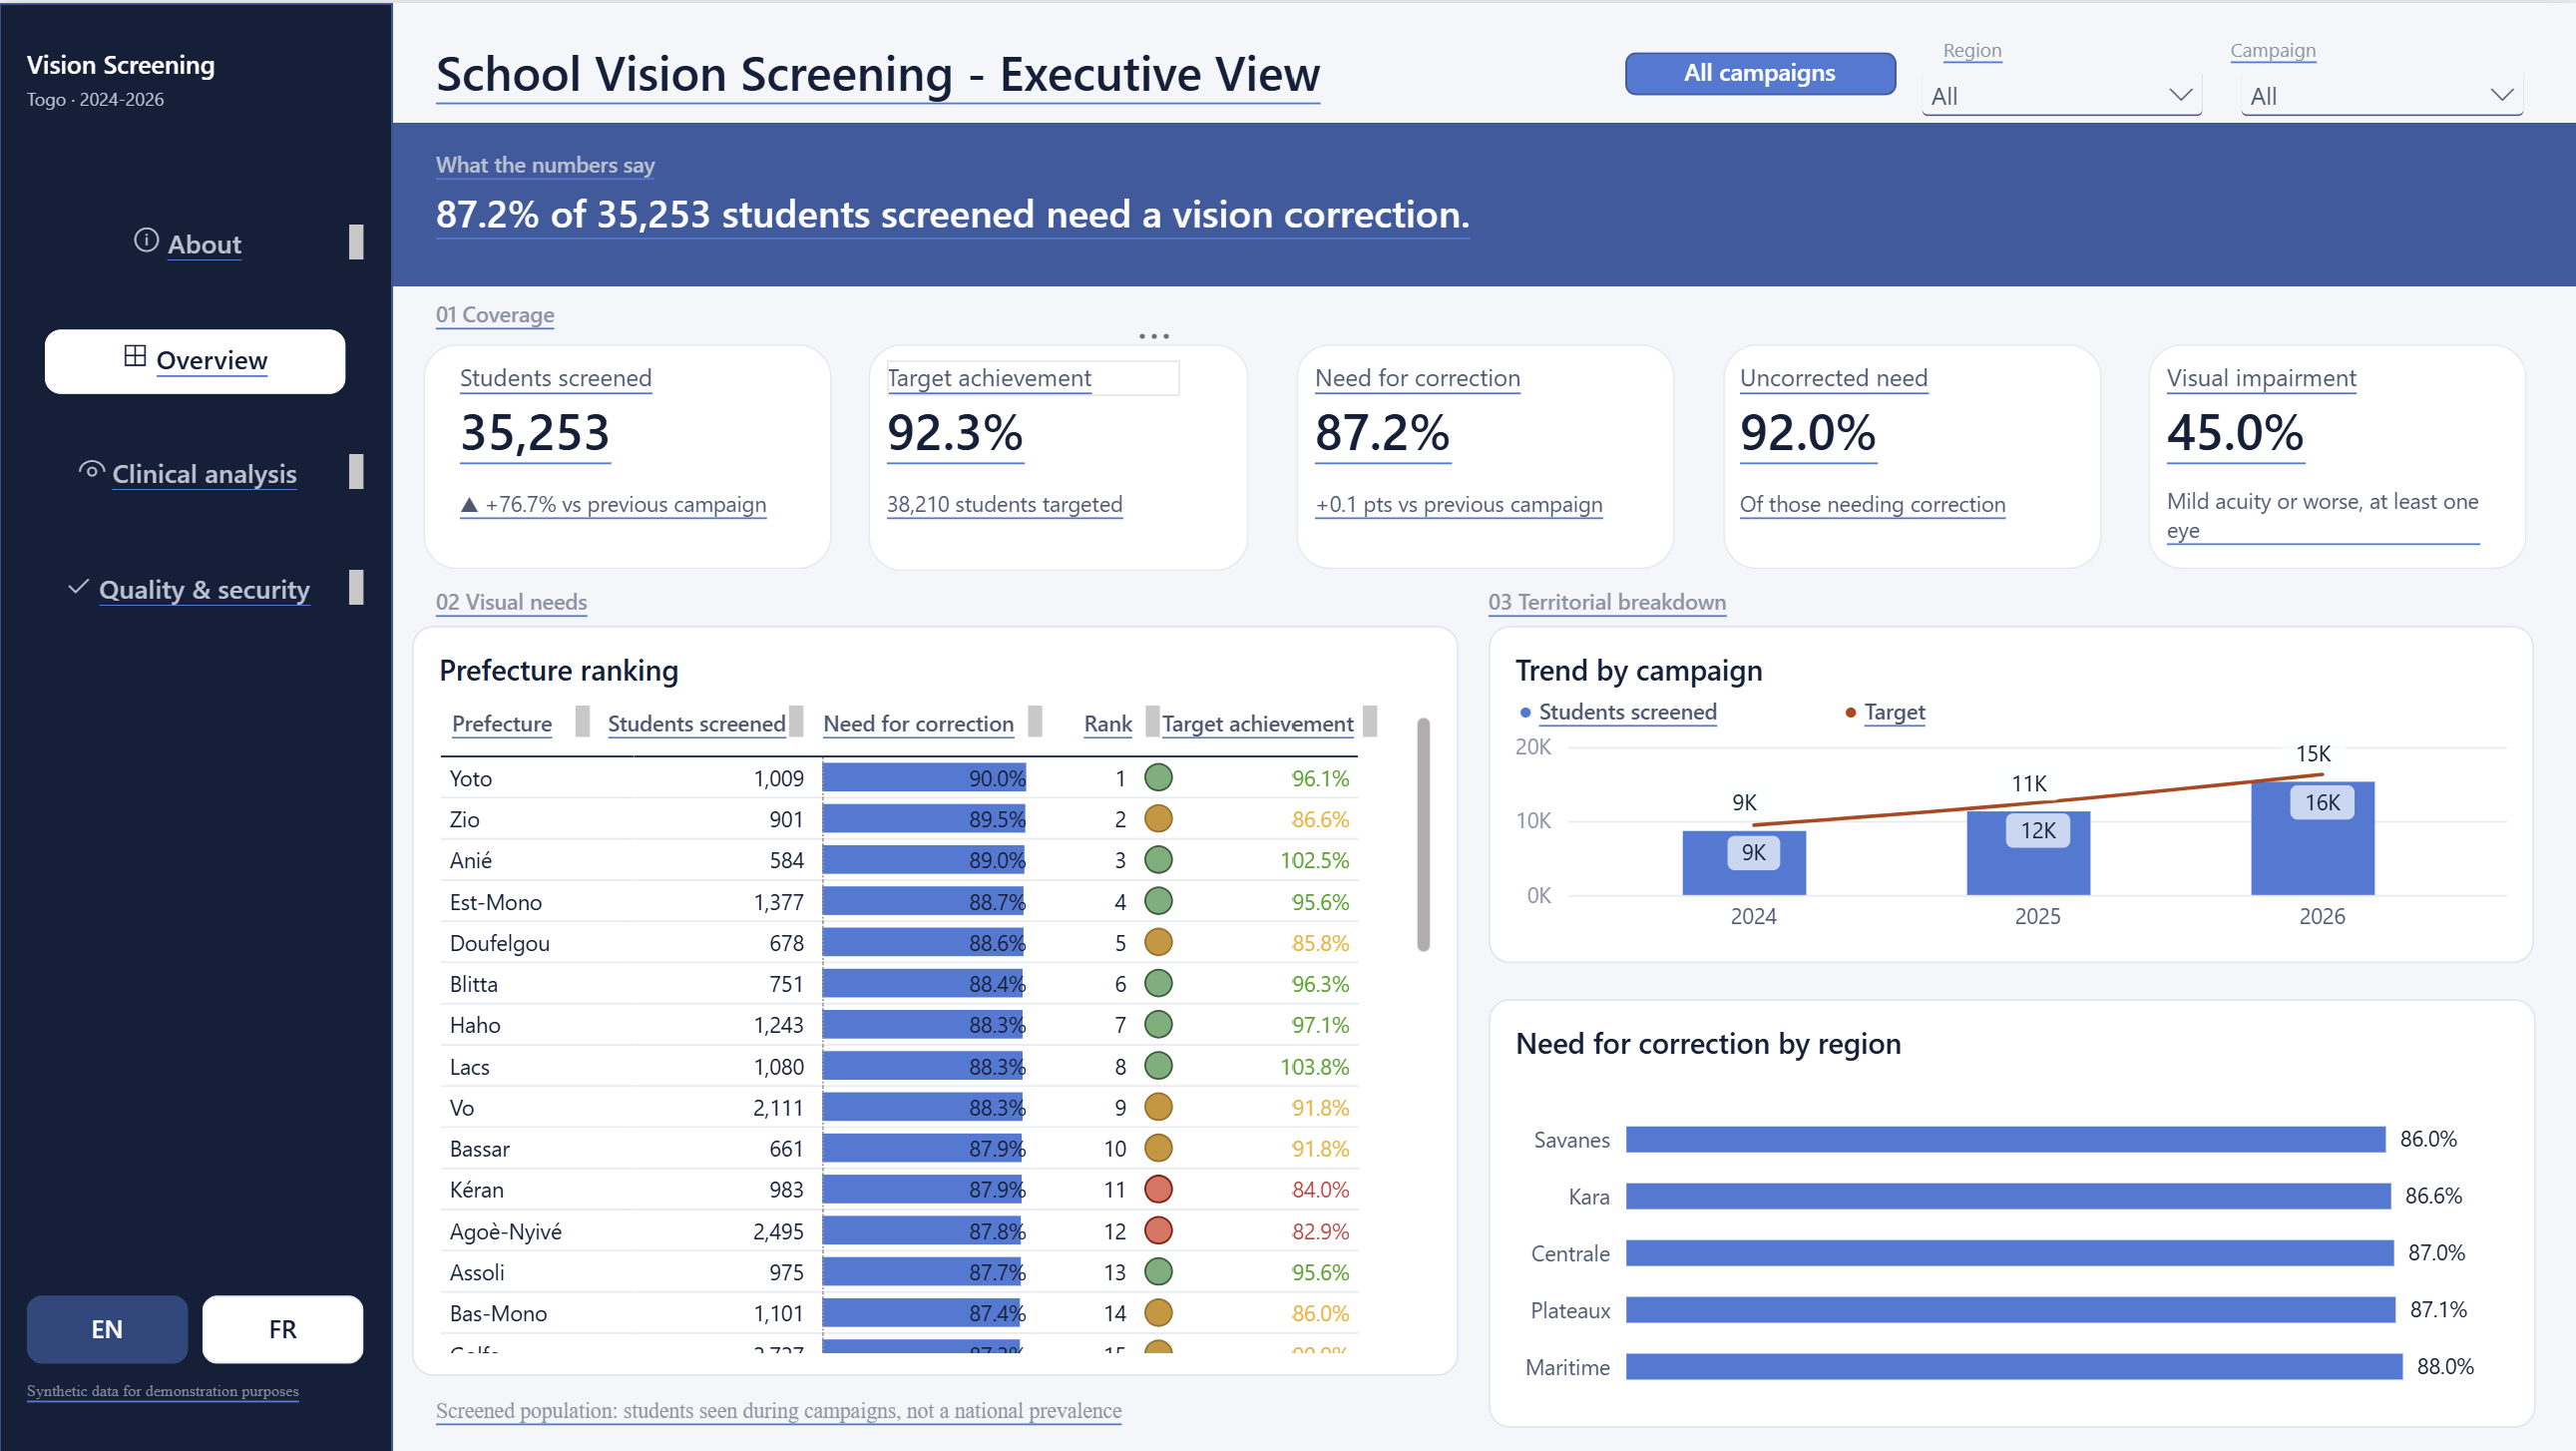 Vision Screening
Togo · 2024-2026
About
Overview
Clinical analysis
Quality & security
EN
FR
Synthetic data for demonstration purposes
School Vision Screening - Executive View
All campaigns
Region
All
Campaign
All
What the numbers say
87.2% of 35,253 students screened need a vision correction.
01 Coverage
Students screened
35,253
▲ +76.7% vs previous campaign
Target achievement
92.3%
38,210 students targeted
Need for correction
87.2%
+0.1 pts vs previous campaign
Uncorrected need
92.0%
Of those needing correction
Visual impairment
45.0%
Mild acuity or worse, at least one
eye
02 Visual needs
Prefecture ranking
Prefecture Students screened Need for correction Rank Target achievement
Yoto 1,009 90.0% 1 96.1%
Zio 901 89.5% 2 86.6%
Anié 584 89.0% 3 102.5%
Est-Mono 1,377 88.7% 4 95.6%
Doufelgou 678 88.6% 5 85.8%
Blitta 751 88.4% 6 96.3%
Haho 1,243 88.3% 7 97.1%
Lacs 1,080 88.3% 8 103.8%
Vo 2,111 88.3% 9 91.8%
Bassar 661 87.9% 10 91.8%
Kéran 983 87.9% 11 84.0%
Agoè-Nyivé 2,495 87.8% 12 82.9%
Assoli 975 87.7% 13 95.6%
Bas-Mono 1,101 87.4% 14 86.0%
Screened population: students seen during campaigns, not a national prevalence
03 Territorial breakdown
Trend by campaign
Students screened Target
20K
10K
0K
9K
11K
15K
9K
12K
16K
2024 2025 2026
Need for correction by region
Savanes 86.0%
Kara 86.6%
Centrale 87.0%
Plateaux 87.1%
Maritime 88.0%